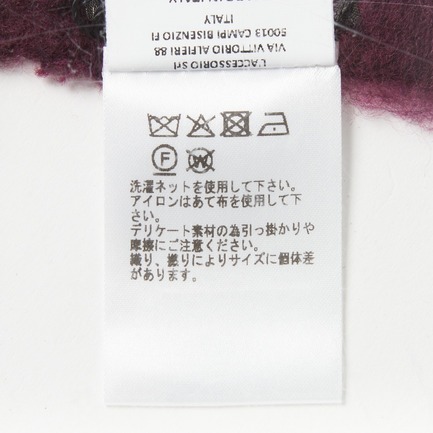 L'ACCESSORIO Srl
VIA VITTORIO ALFIERI 88
50013 CAMPI BISENZIO FI
ITALY
F W
洗濯ネットを使用して下さい。
アイロンはあて布を使用して下さ
い。
デリケート素材の為引っ掛かりや
摩擦にご注意ください。
織り、撚りによりサイズに個体差
があります。